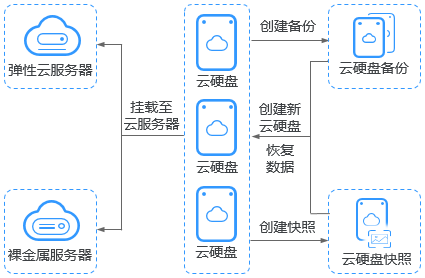 弹性云服务器
裸金属服务器
挂载至
云服务器
云硬盘
云硬盘
云硬盘
创建备份
创建新
云硬盘
恢复
数据
创建快照
云硬盘备份
云硬盘快照